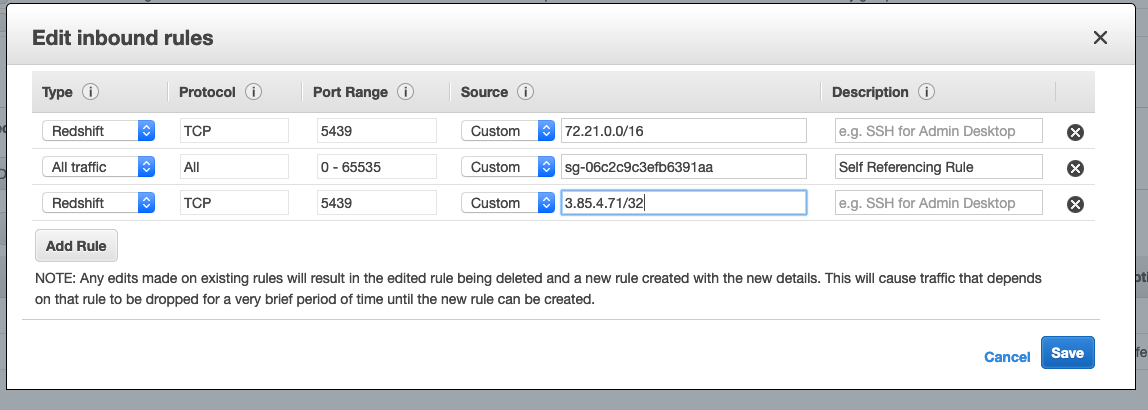 Edit inbound rules
Type Protocol Port Range Source Description
Redshift TCP 5439 Custom 72.21.0.0/16 e.g. SSH for Admin Desktop
All traffic All 0 - 65535 Custom sg-06c2c9c3efb6391aa Self Referencing Rule
Redshift TCP 5439 Custom 3.85.4.71/32 e.g. SSH for Admin Desktop
Add Rule
NOTE: Any edits made on existing rules will result in the edited rule being deleted and a new rule created with the new details. This will cause traffic that depends
on that rule to be dropped for a very brief period of time until the new rule can be created.
Cancel Save